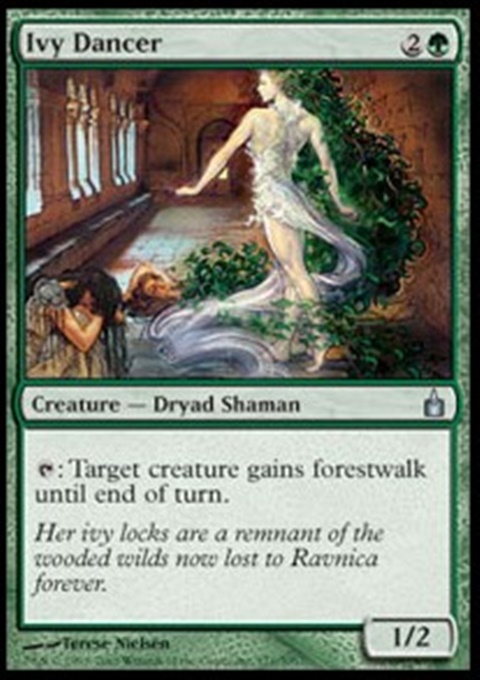 Ivy Dancer
2
Creature — Dryad Shaman
: Target creature gains forestwalk
until end of turn.
Her ivy locks are a remnant of the
wooded wilds now lost to Ravnica
forever.
1/2
Terese Nielsen